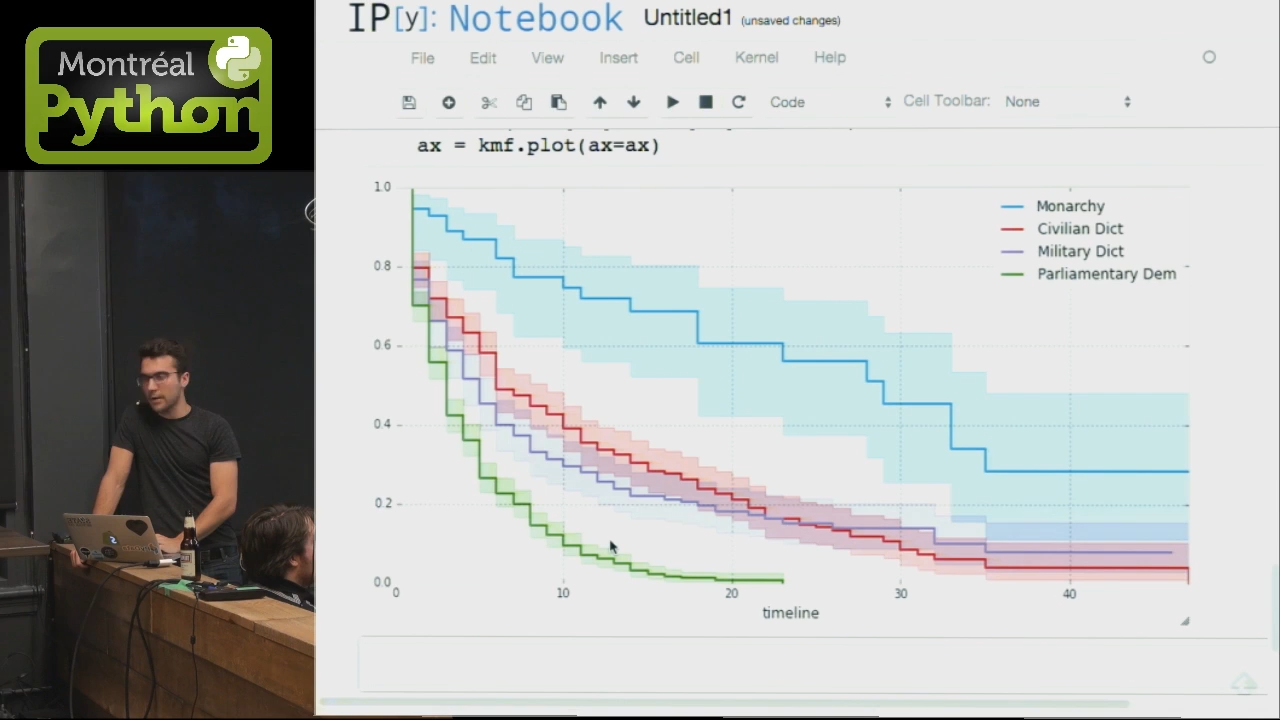 Montréal
Python
IP[y]: Notebook Untitled1 (unsaved changes)
File Edit View Insert Cell Kernel Help
Code Cell Toolbar: None
ax = kmf.plot(ax=ax)
1.0
0.8
0.6
0.4
0.2
0.0
Monarchy
Civilian Dict
Military Dict
Parliamentary Dem
0 10 20 30 40
timeline